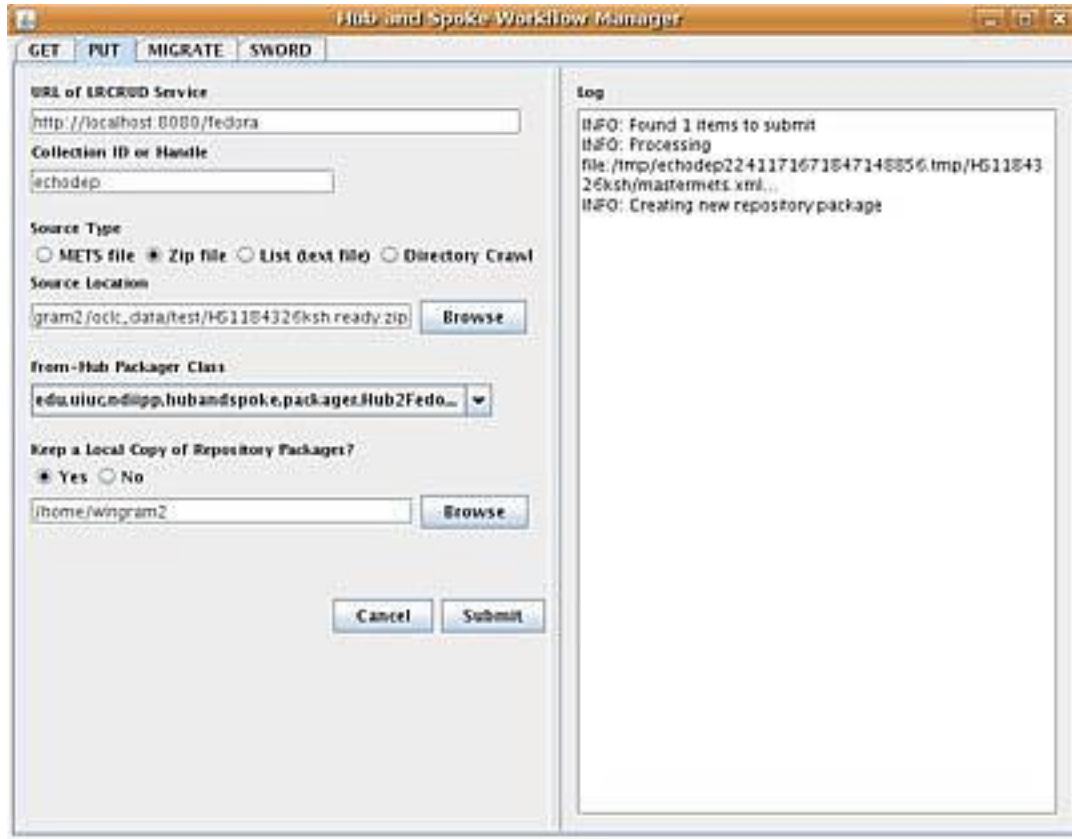 Hub and Spoke Workflow Manager
GET PUT MIGRATE SWORD
URL of LRCRUD Service
http://localhost:8080/fedora
Collection ID or Handle
echodep
Source Type
METS file Zip file List (text file) Directory Crawl
Source Location
gram2/oclc_data/test/HS1184326ksh.ready.zip
Browse
From-Hub Packager Class
edu.uiuc.ndiipp.hubandspoke.packager.Hub2Fedo...
Keep a Local Copy of Repository Packages?
Yes No
/home/wingram2
Browse
Cancel Submit
Log
INFO: Found 1 items to submit
INFO: Processing
file:/tmp/echodep2241171671847148856.tmp/HS11843
26ksh/mastermets.xml...
INFO: Creating new repository package